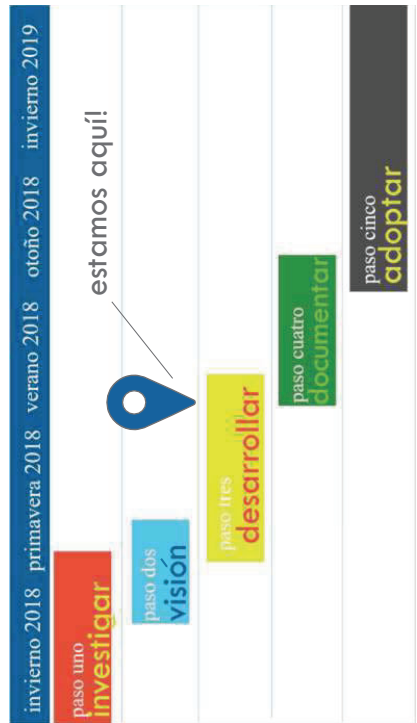 invierno 2018 primavera 2018 verano 2018 otoño 2018 invierno 2019
paso uno
investigar
paso dos
visión
estamos aquí!
paso tres
desarrollar
paso cuatro
documentar
paso cinco
adoptar